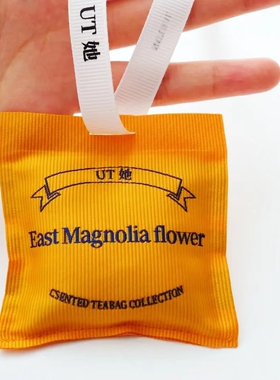 UT 她
UT 她
East Magnolia flower
CSENTED TEABAG COLLECTION